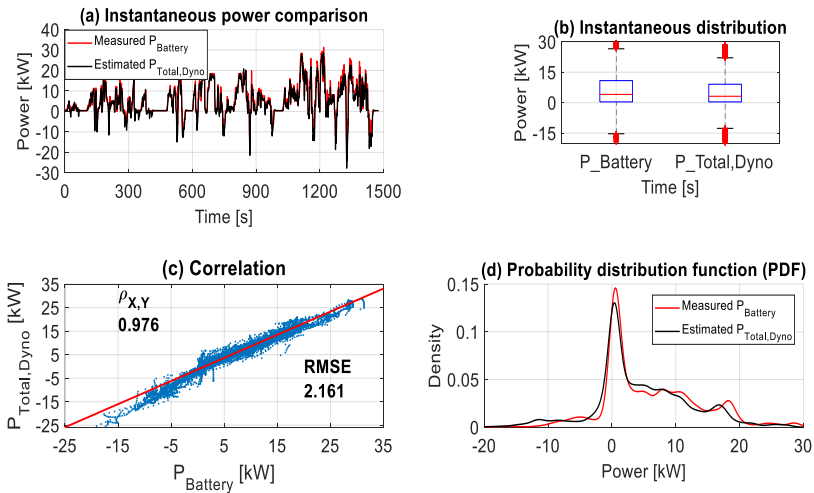 (a) Instantaneous power comparison
Power [kW]
40
30
20
10
0
-10
-20
-30
Measured P_Battery
Estimated P_Total,Dyno
0 300 600 900 1200 1500
Time [s]
(b) Instantaneous distribution
Power [kW]
30
15
0
-15
P_Battery P_Total,Dyno
Time [s]
(c) Correlation
P_Total,Dyno [kW]
35
25
15
5
-5
-15
-25
ρX,Y
0.976
RMSE
2.161
-25 -15 -5 5 15 25 35
P_Battery [kW]
(d) Probability distribution function (PDF)
Density
0.15
0.1
0.05
0
Measured P_Battery
Estimated P_Total,Dyno
-20 -10 0 10 20 30
Power [kW]